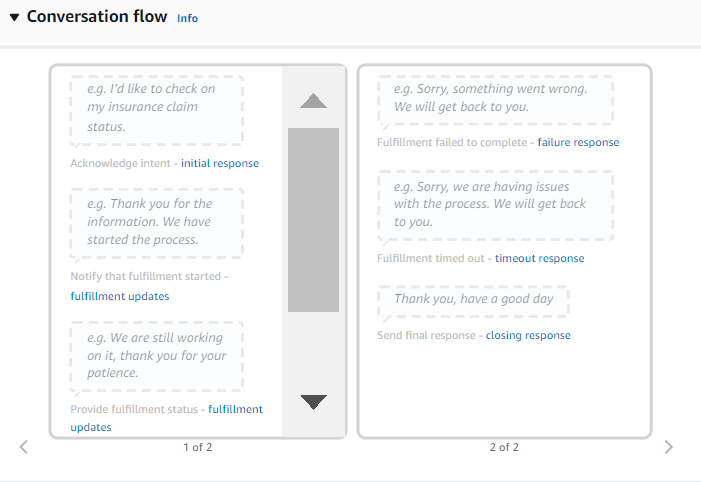 ▼ Conversation flow Info
e.g. I'd like to check on
my insurance claim
status.
Acknowledge intent - initial response
e.g. Thank you for the
information. We have
started the process.
Notify that fulfillment started -
fulfillment updates
e.g. We are still working
on it, thank you for your
patience.
Provide fulfillment status - fulfillment
updates
1 of 2
e.g. Sorry, something went wrong.
We will get back to you.
Fulfillment failed to complete - failure response
e.g. Sorry, we are having issues
with the process. We will get back
to you.
Fulfillment timed out - timeout response
Thank you, have a good day
Send final response - closing response
2 of 2